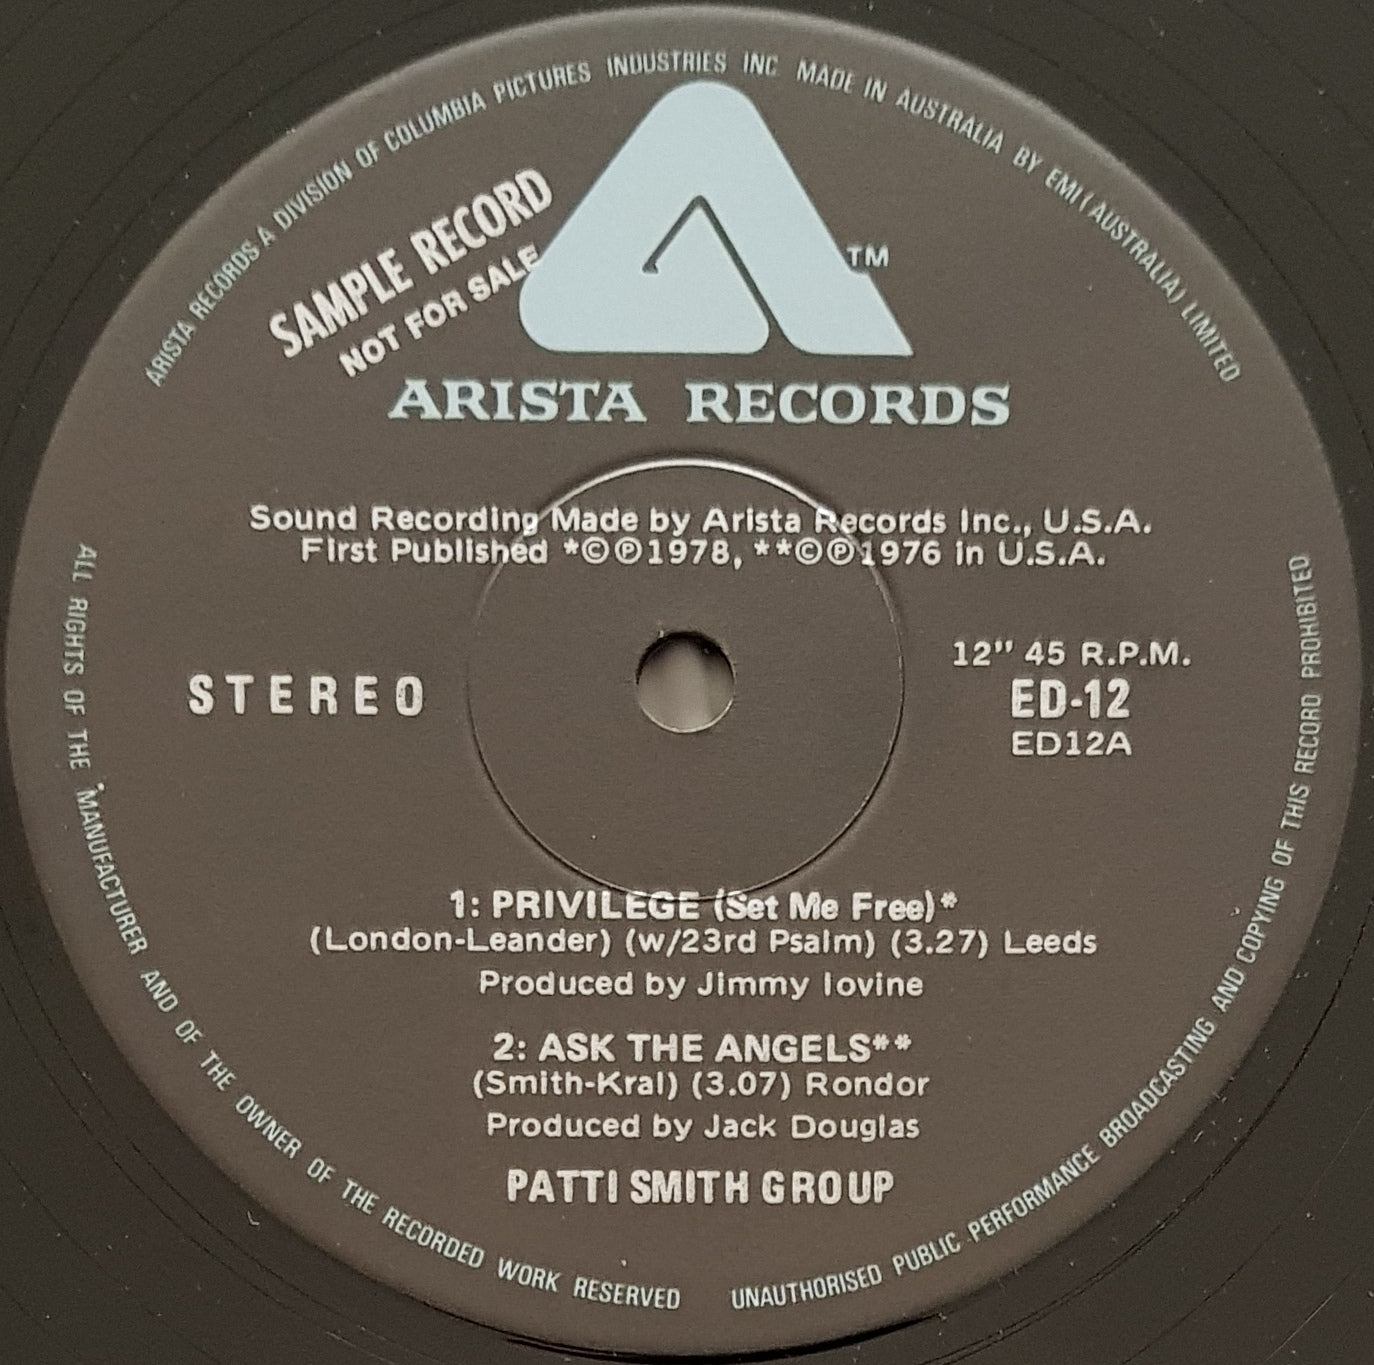 ARISTA RECORDS A DIVISION OF COLUMBIA PICTURES INDUSTRIES INC MADE IN AUSTRALIA BY EMI (AUSTRALIA) LIMITED
SAMPLE RECORD
NOT FOR SALE
TM
ARISTA RECORDS
Sound Recording Made by Arista Records Inc., U.S.A.
First Published *©℗1978, **©℗1976 in U.S.A.
STEREO
12" 45 R.P.M.
ED-12
ED12A
1: PRIVILEGE (Set Me Free)*
(London-Leander) (w/23rd Psalm) (3.27) Leeds
Produced by Jimmy Iovine
2: ASK THE ANGELS**
(Smith-Kral) (3.07) Rondor
Produced by Jack Douglas
PATTI SMITH GROUP
ALL RIGHTS OF THE MANUFACTURER AND OF THE OWNER OF THE RECORDED WORK RESERVED
UNAUTHORISED PUBLIC PERFORMANCE BROADCASTING AND COPYING OF THIS RECORD PROHIBITED